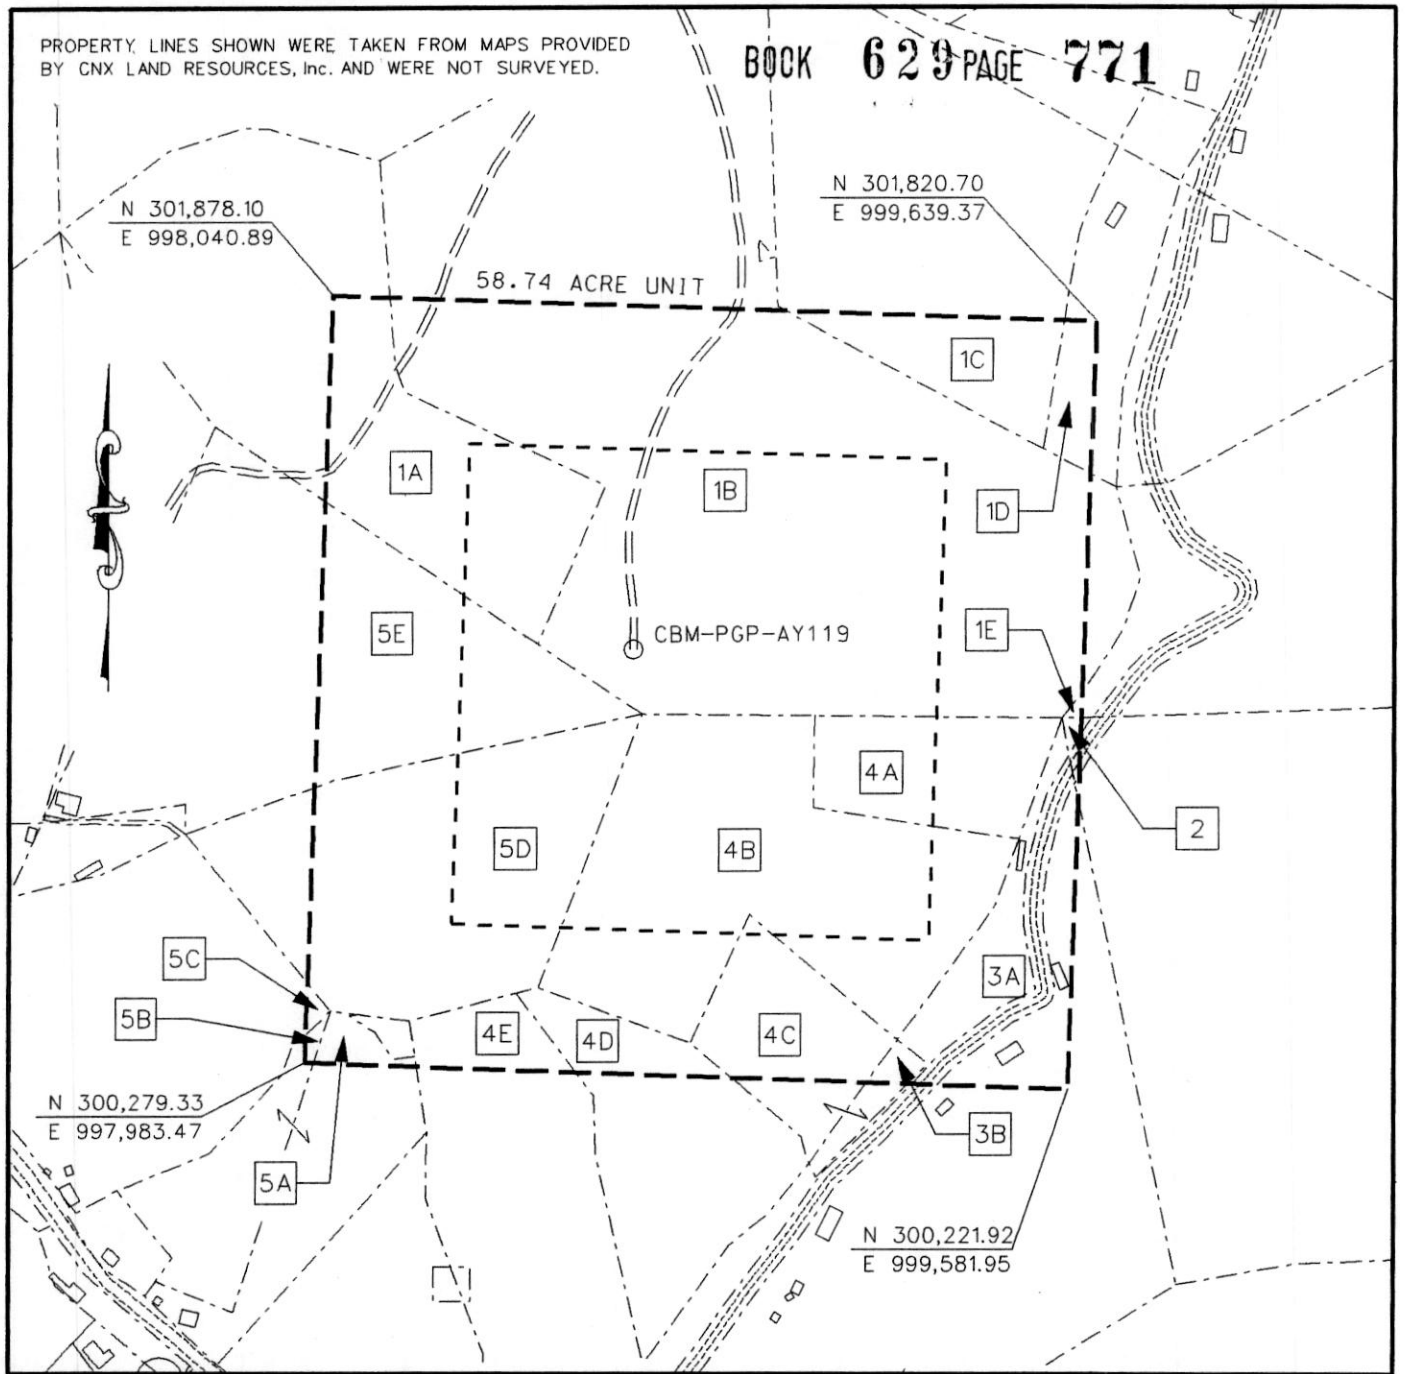 PROPERTY LINES SHOWN WERE TAKEN FROM MAPS PROVIDED
BY CNX LAND RESOURCES, Inc. AND WERE NOT SURVEYED.
BOOK 629 PAGE 771
N 301,878.10
E 998,040.89
N 301,820.70
E 999,639.37
58.74 ACRE UNIT
1C
1A
1B
1D
5E
CBM-PGP-AY119
1E
4A
2
5D
4B
5C
3A
5B
4E
4D
4C
N 300,279.33
E 997,983.47
3B
5A
N 300,221.92
E 999,581.95